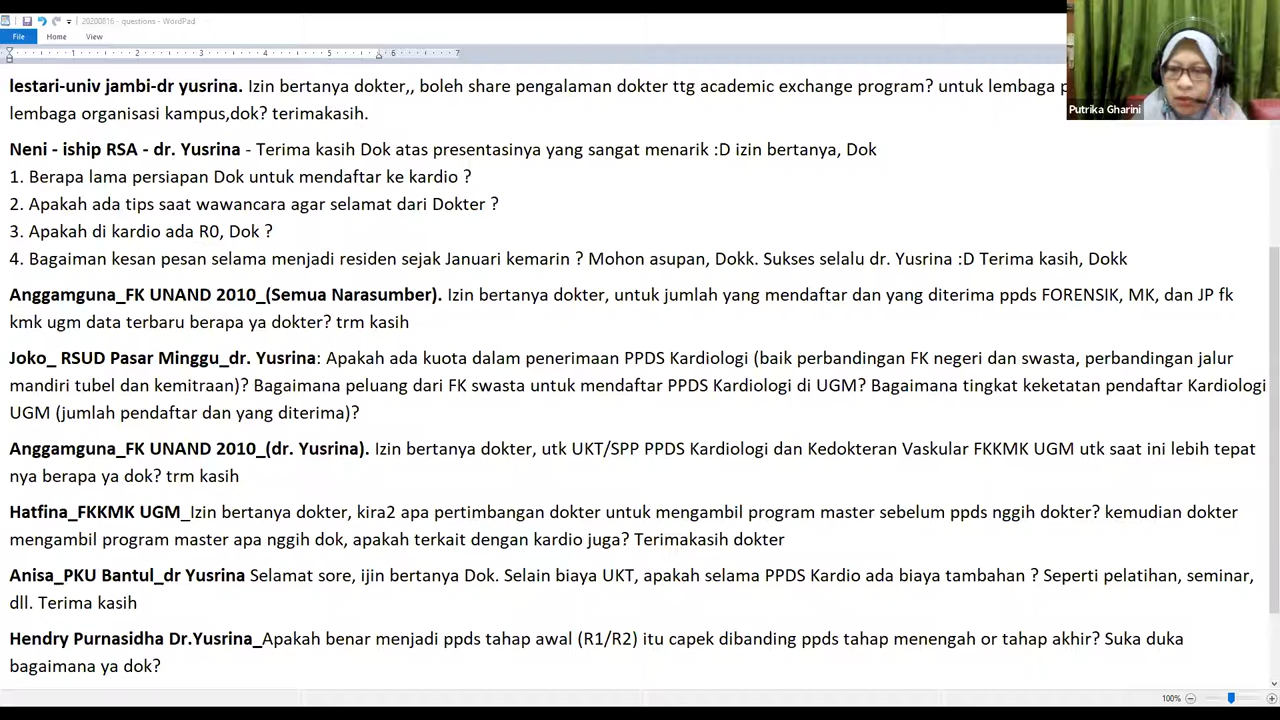 20200816 - questions - WordPad
File Home View
1 2 3 4 5 6 7
lestari-univ jambi-dr yusrina. Izin bertanya dokter,, boleh share pengalaman dokter ttg academic exchange program? untuk lembaga
lembaga organisasi kampus,dok? terimakasih.
Neni - iship RSA - dr. Yusrina - Terima kasih Dok atas presentasinya yang sangat menarik :D izin bertanya, Dok
1. Berapa lama persiapan Dok untuk mendaftar ke kardio ?
2. Apakah ada tips saat wawancara agar selamat dari Dokter ?
3. Apakah di kardio ada R0, Dok ?
4. Bagaiman kesan pesan selama menjadi residen sejak Januari kemarin ? Mohon asupan, Dokk. Sukses selalu dr. Yusrina :D Terima kasih, Dokk
Anggamguna_FK UNAND 2010_(Semua Narasumber). Izin bertanya dokter, untuk jumlah yang mendaftar dan yang diterima ppds FORENSIK, MK, dan JP fk
kmk ugm data terbaru berapa ya dokter? trm kasih
Joko_ RSUD Pasar Minggu_dr. Yusrina: Apakah ada kuota dalam penerimaan PPDS Kardiologi (baik perbandingan FK negeri dan swasta, perbandingan jalur
mandiri tubel dan kemitraan)? Bagaimana peluang dari FK swasta untuk mendaftar PPDS Kardiologi di UGM? Bagaimana tingkat keketatan pendaftar Kardiologi
UGM (jumlah pendaftar dan yang diterima)?
Anggamguna_FK UNAND 2010_(dr. Yusrina). Izin bertanya dokter, utk UKT/SPP PPDS Kardiologi dan Kedokteran Vaskular FKKMK UGM utk saat ini lebih tepat
nya berapa ya dok? trm kasih
Hatfina_FKKMK UGM_Izin bertanya dokter, kira2 apa pertimbangan dokter untuk mengambil program master sebelum ppds nggih dokter? kemudian dokter
mengambil program master apa nggih dok, apakah terkait dengan kardio juga? Terimakasih dokter
Anisa_PKU Bantul_dr Yusrina Selamat sore, ijin bertanya Dok. Selain biaya UKT, apakah selama PPDS Kardio ada biaya tambahan ? Seperti pelatihan, seminar,
dll. Terima kasih
Hendry Purnasidha Dr.Yusrina_Apakah benar menjadi ppds tahap awal (R1/R2) itu capek dibanding ppds tahap menengah or tahap akhir? Suka duka
bagaimana ya dok?
Putrika Gharini
100%